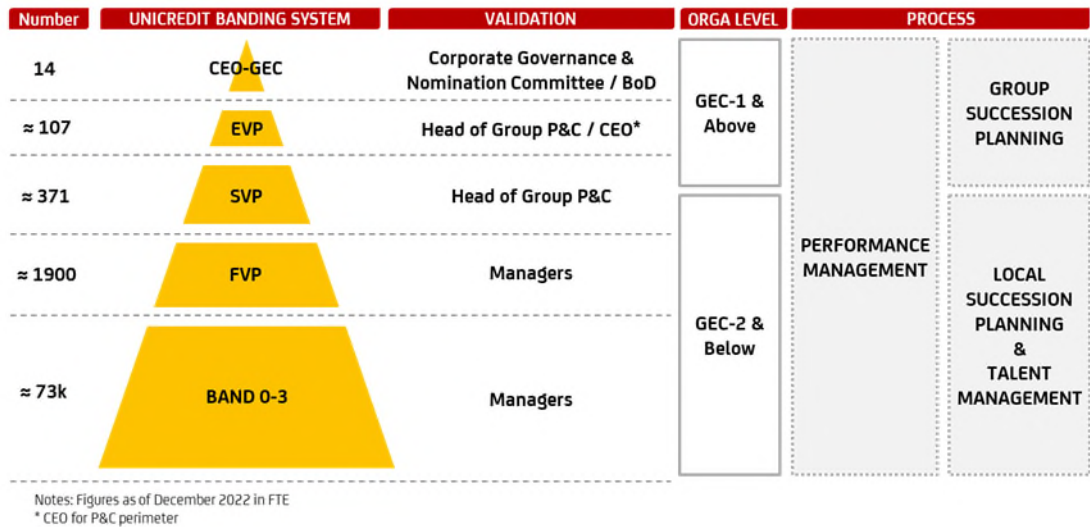 Number
UNICREDIT BANDING SYSTEM
VALIDATION
ORGA LEVEL
PROCESS
14
CEO-GEC
Corporate Governance &
Nomination Committee / BoD
≈ 107
EVP
Head of Group P&C / CEO*
≈ 371
SVP
Head of Group P&C
≈ 1900
FVP
Managers
≈ 73k
BAND 0-3
Managers
GEC-1 &
Above
GEC-2 &
Below
PERFORMANCE
MANAGEMENT
GROUP
SUCCESSION
PLANNING
LOCAL
SUCCESSION
PLANNING
&
TALENT
MANAGEMENT
Notes: Figures as of December 2022 in FTE
* CEO for P&C perimeter